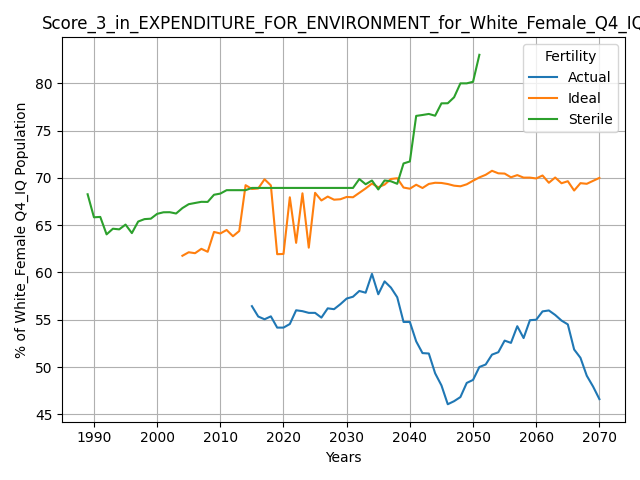 Score_3_in_EXPENDITURE_FOR_ENVIRONMENT_for_White_Female_Q4_IQ
% of White_Female Q4_IQ Population
80
75
70
65
60
55
50
45
Fertility
Actual
Ideal
Sterile
1990 2000 2010 2020 2030 2040 2050 2060 2070
Years